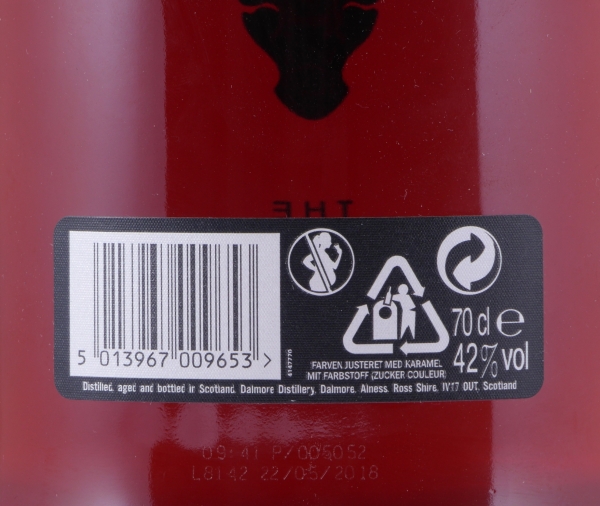 THE
5 013967 009653 >
4147776
70 cl e
42% vol
FARVEN JUSTERET MED KARAMEL
MIT FARBSTOFF (ZUCKER COULEUR)
Distilled, aged and bottled in Scotland. Dalmore Distillery, Dalmore, Alness, Ross Shire, IV17 0UT, Scotland
09:41 P/005052
L8142 22/05/2018